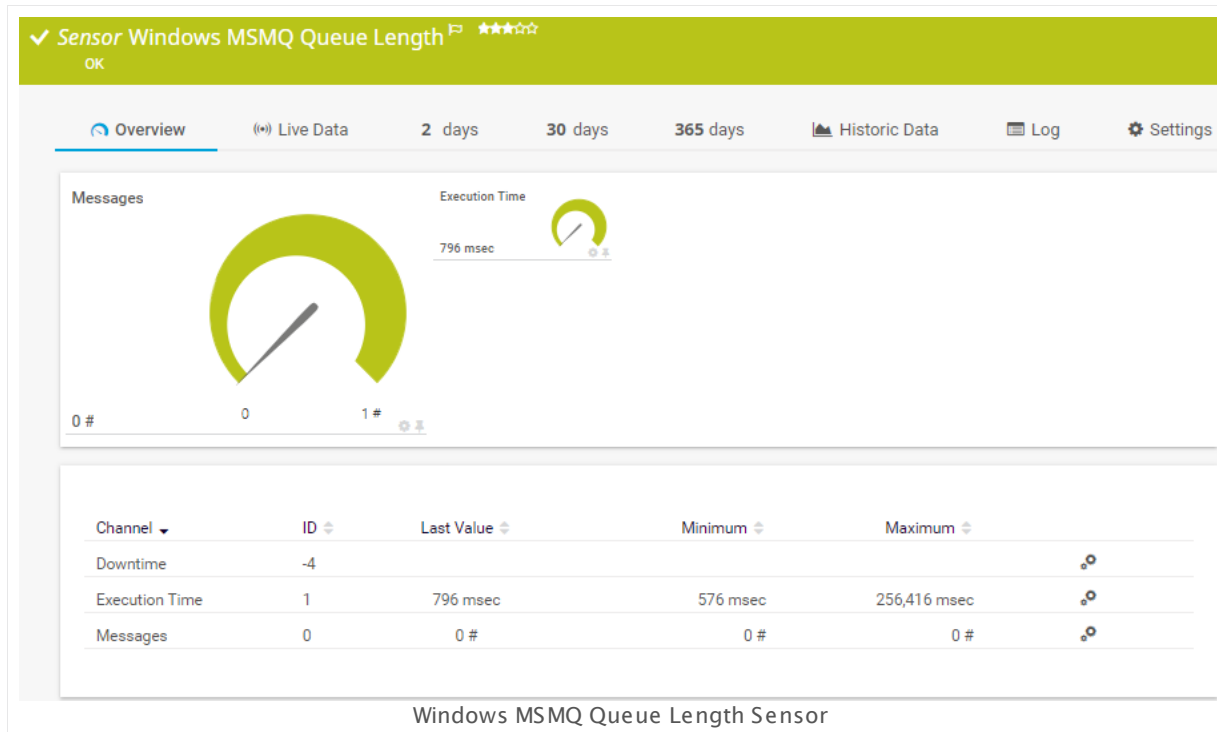 Sensor Windows MSMQ Queue Length
OK
Overview Live Data 2 days 30 days 365 days Historic Data Log Settings
Messages
Execution Time
796 msec
0 1 #
0 #
Channel ID Last Value Minimum Maximum
Downtime -4
Execution Time 1 796 msec 576 msec 256,416 msec
Messages 0 0 # 0 # 0 #
Windows MSMQ Queue Length Sensor